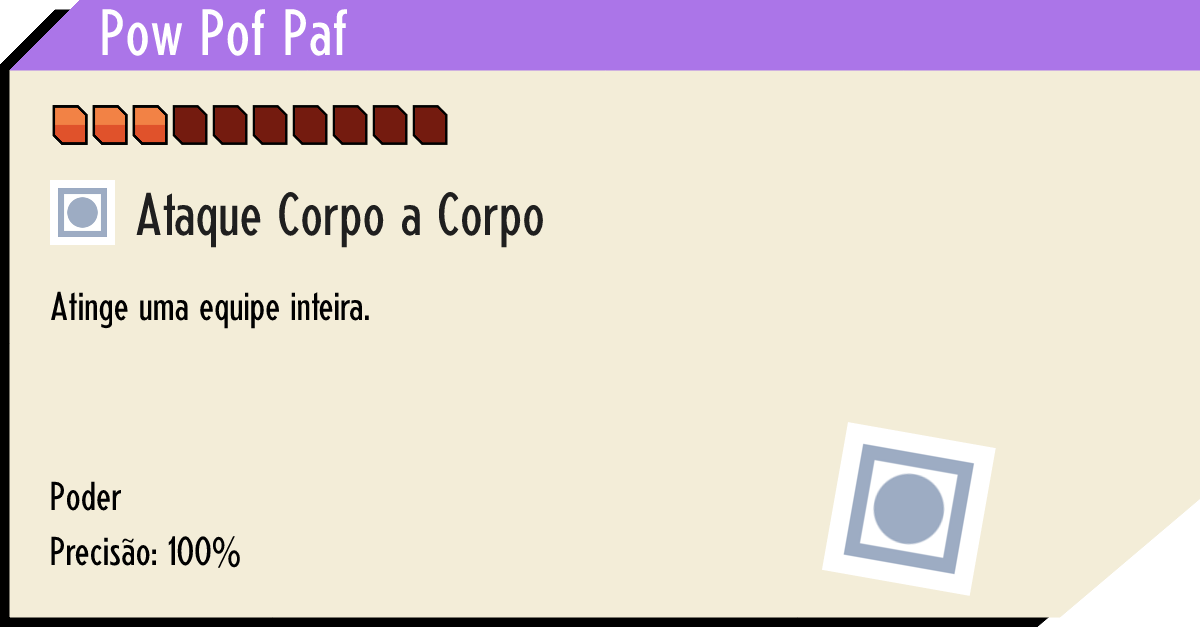 Pow Pof Paf
Ataque Corpo a Corpo
Atinge uma equipe inteira.
Poder
Precisão: 100%